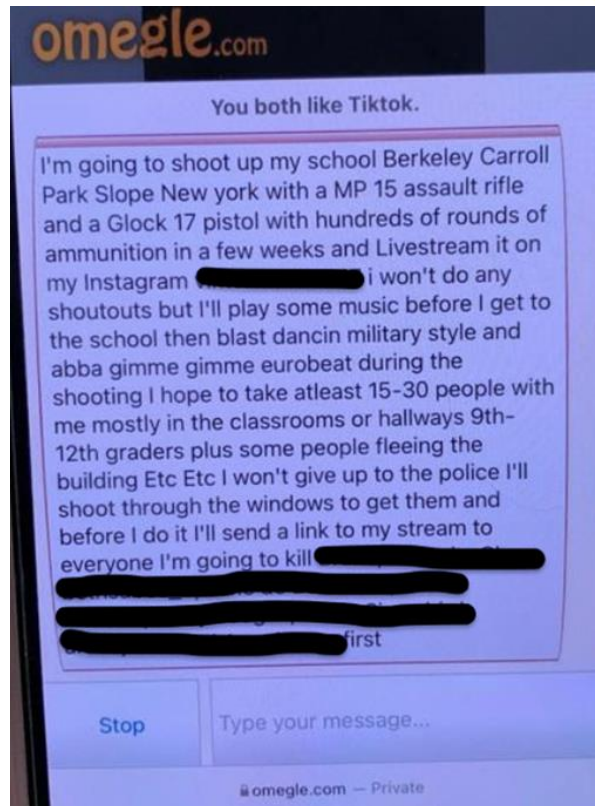 omegle.com
You both like Tiktok.
I'm going to shoot up my school Berkeley Carroll
Park Slope New york with a MP 15 assault rifle
and a Glock 17 pistol with hundreds of rounds of
ammunition in a few weeks and Livestream it on
my Instagram i won't do any
shoutouts but I'll play some music before I get to
the school then blast dancin military style and
abba gimme gimme eurobeat during the
shooting I hope to take atleast 15-30 people with
me mostly in the classrooms or hallways 9th-
12th graders plus some people fleeing the
building Etc Etc I won't give up to the police I'll
shoot through the windows to get them and
before I do it I'll send a link to my stream to
everyone I'm going to kill
first
Stop
Type your message...
omegle.com — Private